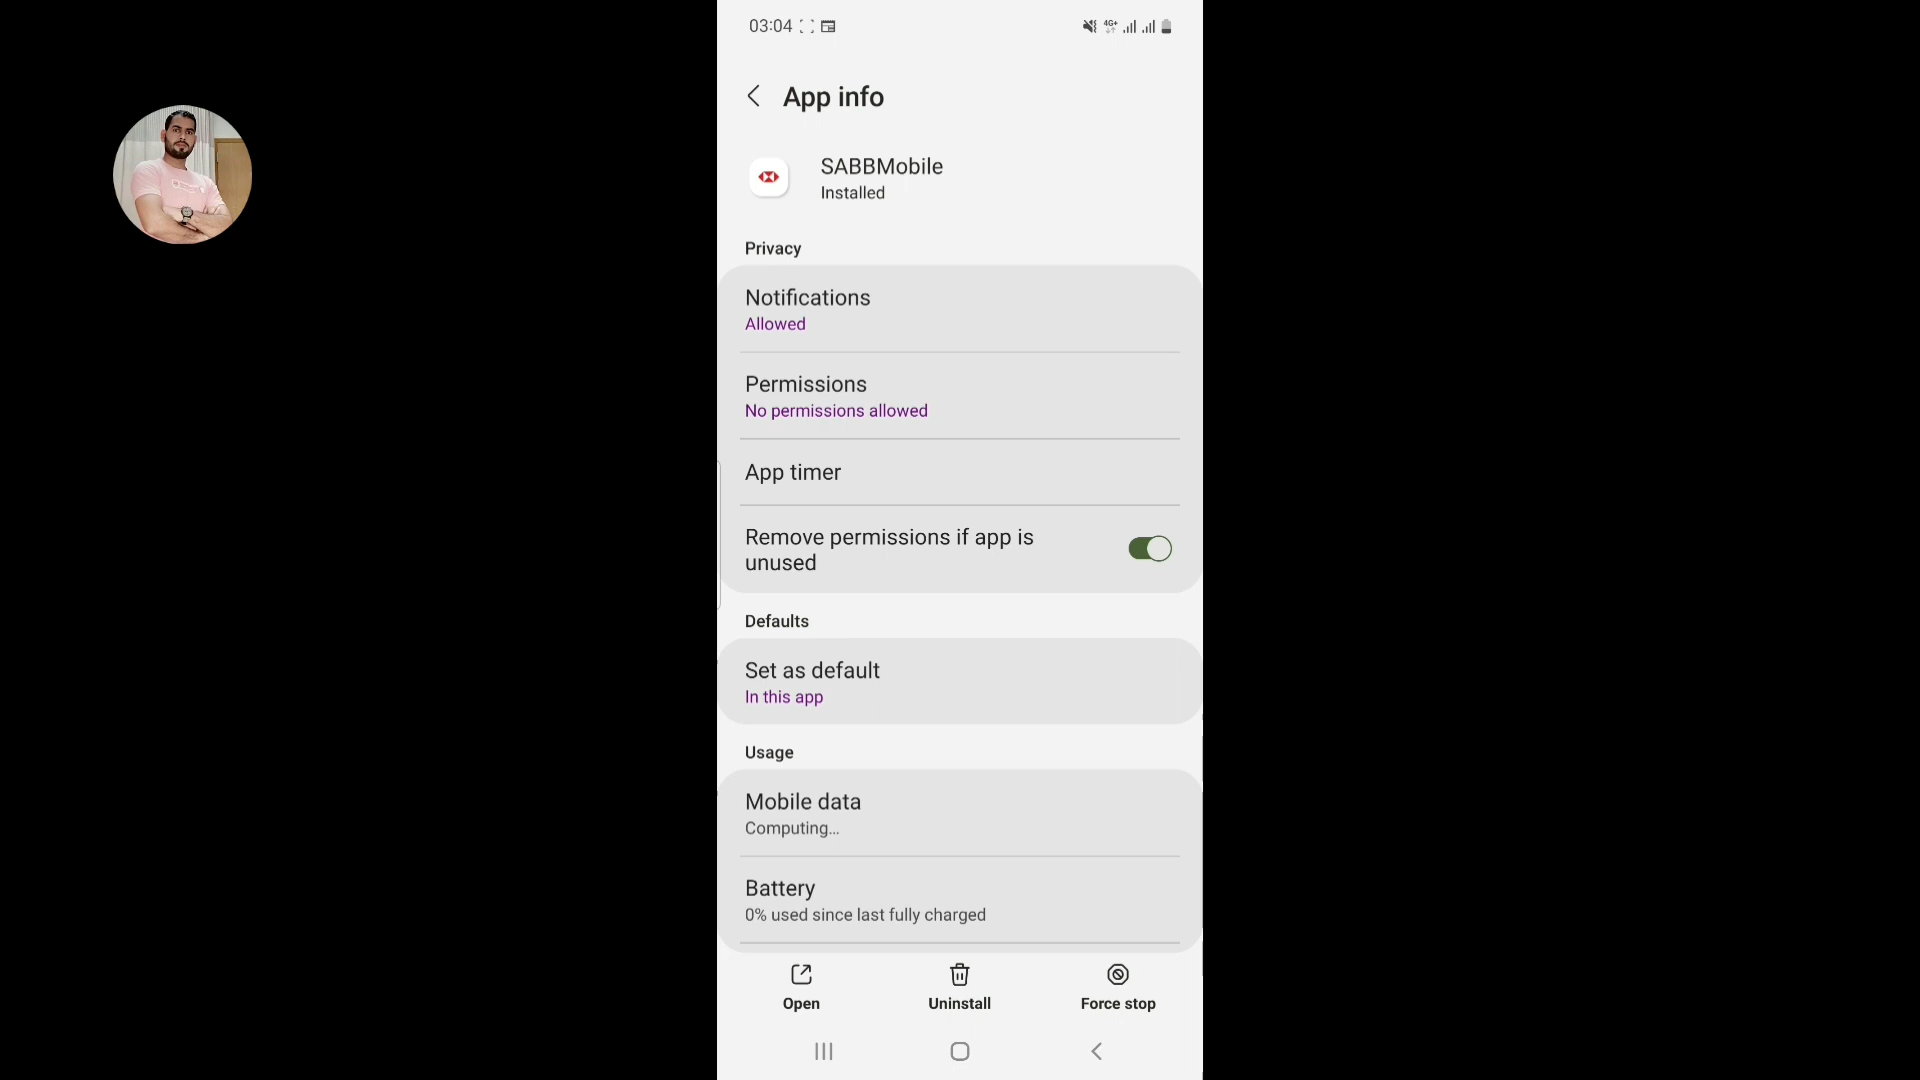 03:04
4G+
App info
SABBMobile
Installed
Privacy
Notifications
Allowed
Permissions
No permissions allowed
App timer
Remove permissions if app is
unused
Defaults
Set as default
In this app
Usage
Mobile data
Computing...
Battery
0% used since last fully charged
Open
Uninstall
Force stop